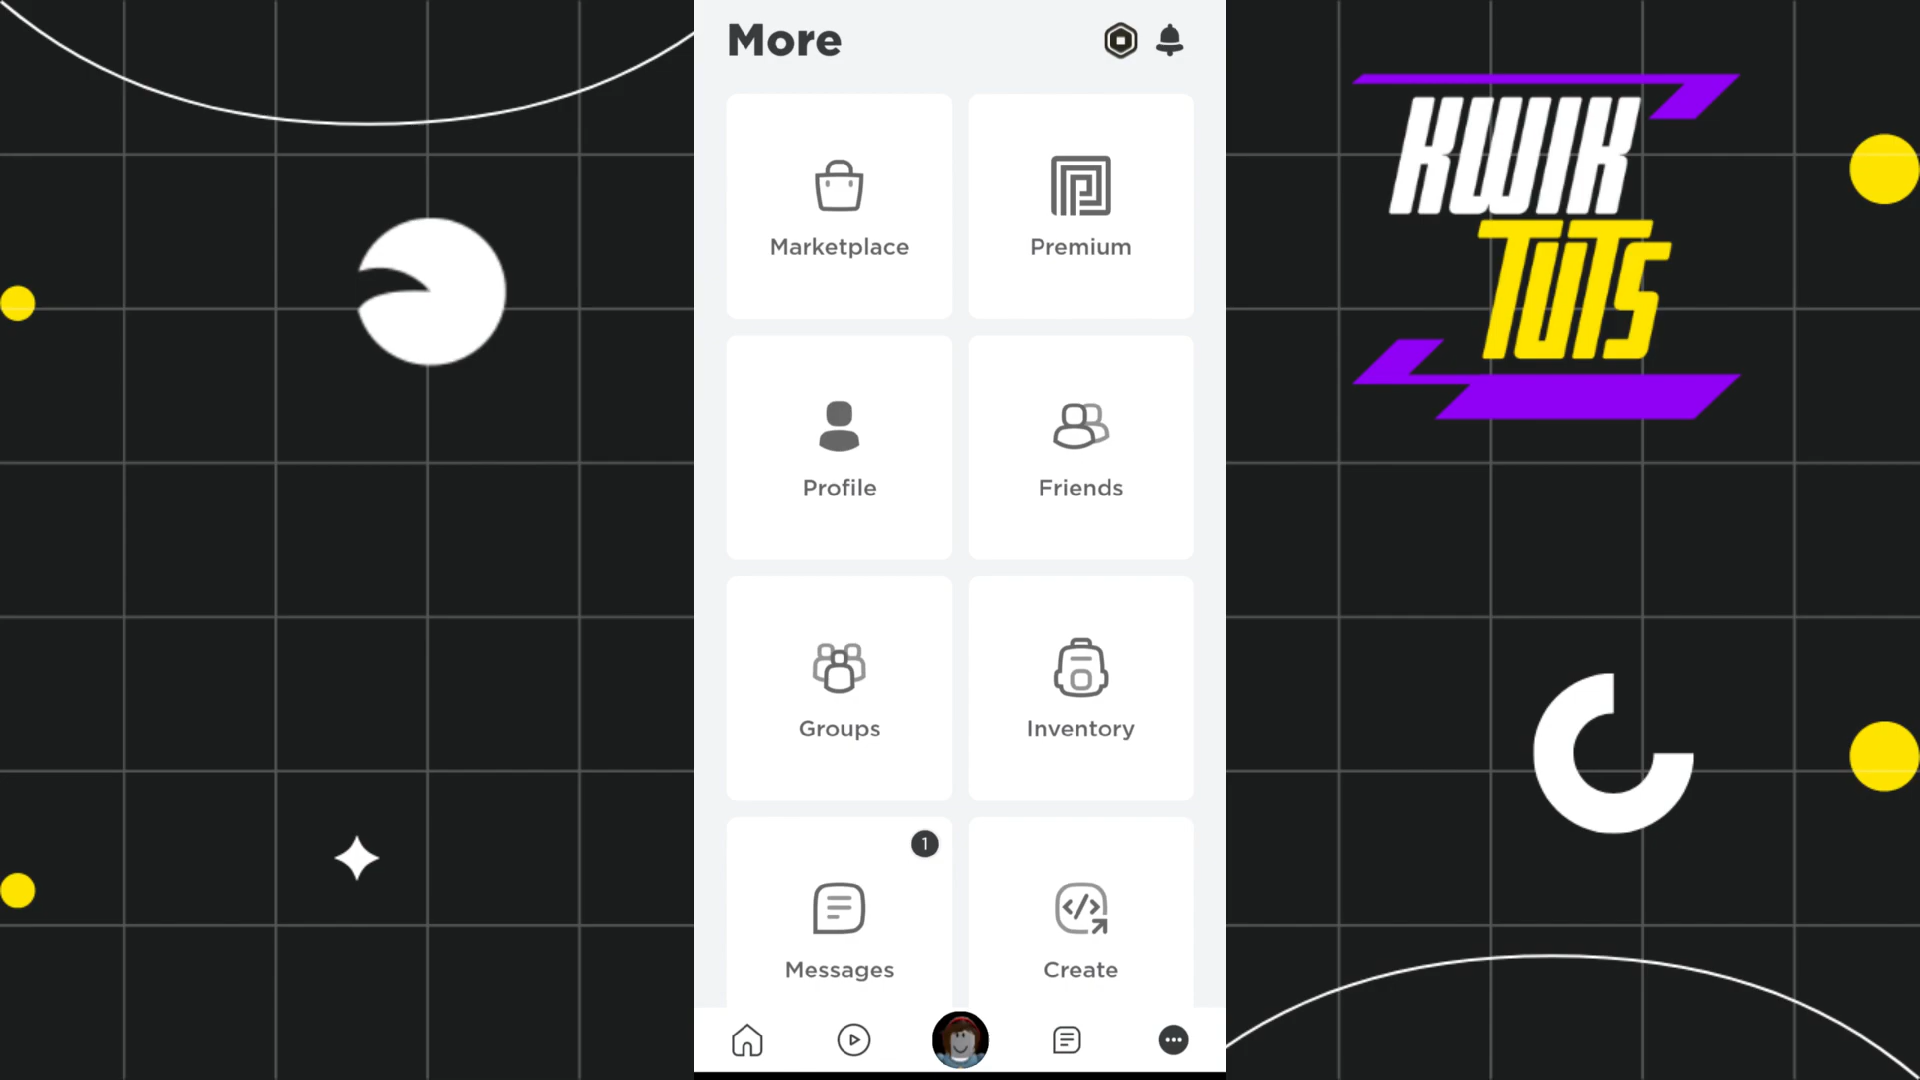 More
Marketplace
Premium
Profile
Friends
Groups
Inventory
1
Messages
Create
KWIK
TUTS